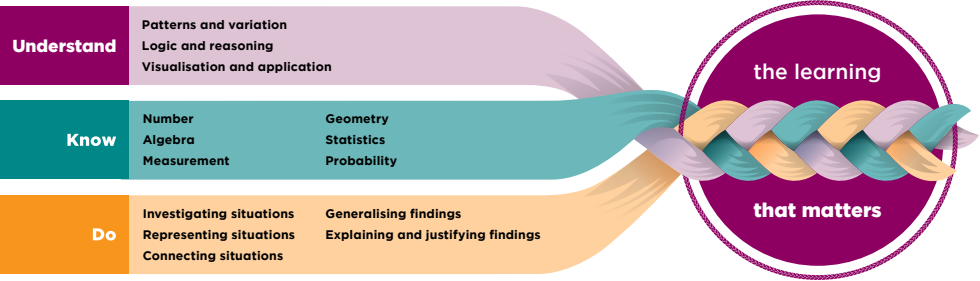 Understand
Patterns and variation
Logic and reasoning
Visualisation and application
Know
Number
Algebra
Measurement
Geometry
Statistics
Probability
Do
Investigating situations
Representing situations
Connecting situations
Generalising findings
Explaining and justifying findings
the learning
that matters